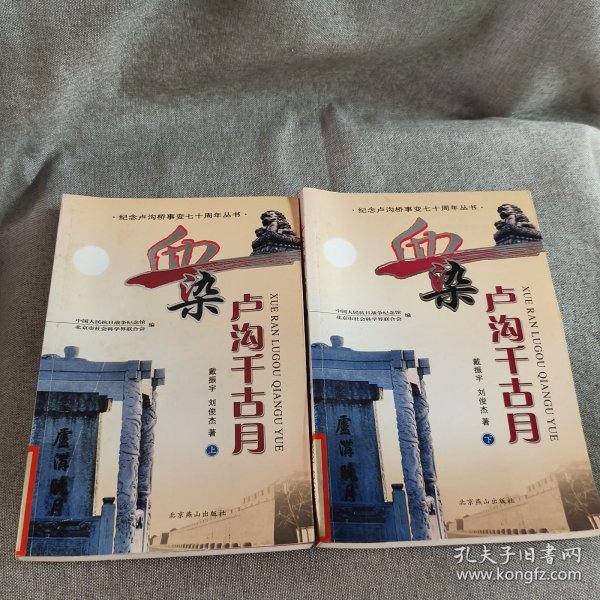 ·纪念卢沟桥事变七十周年丛书·
血染
卢沟千古月
XUE RAN LUGOU QIANGU YUE
中国人民抗日战争纪念馆
北京市社会科学界联合会
编
戴振宇 刘俊杰 著
上
盧溝曉月
北京燕山出版社
·纪念卢沟桥事变七十周年丛书·
血染
卢沟千古月
XUE RAN LUGOU QIANGU YUE
中国人民抗日战争纪念馆
北京市社会科学界联合会
编
戴振宇 刘俊杰 著
下
盧溝曉月
北京燕山出版社
孔夫子旧书网
www.kongfz.com